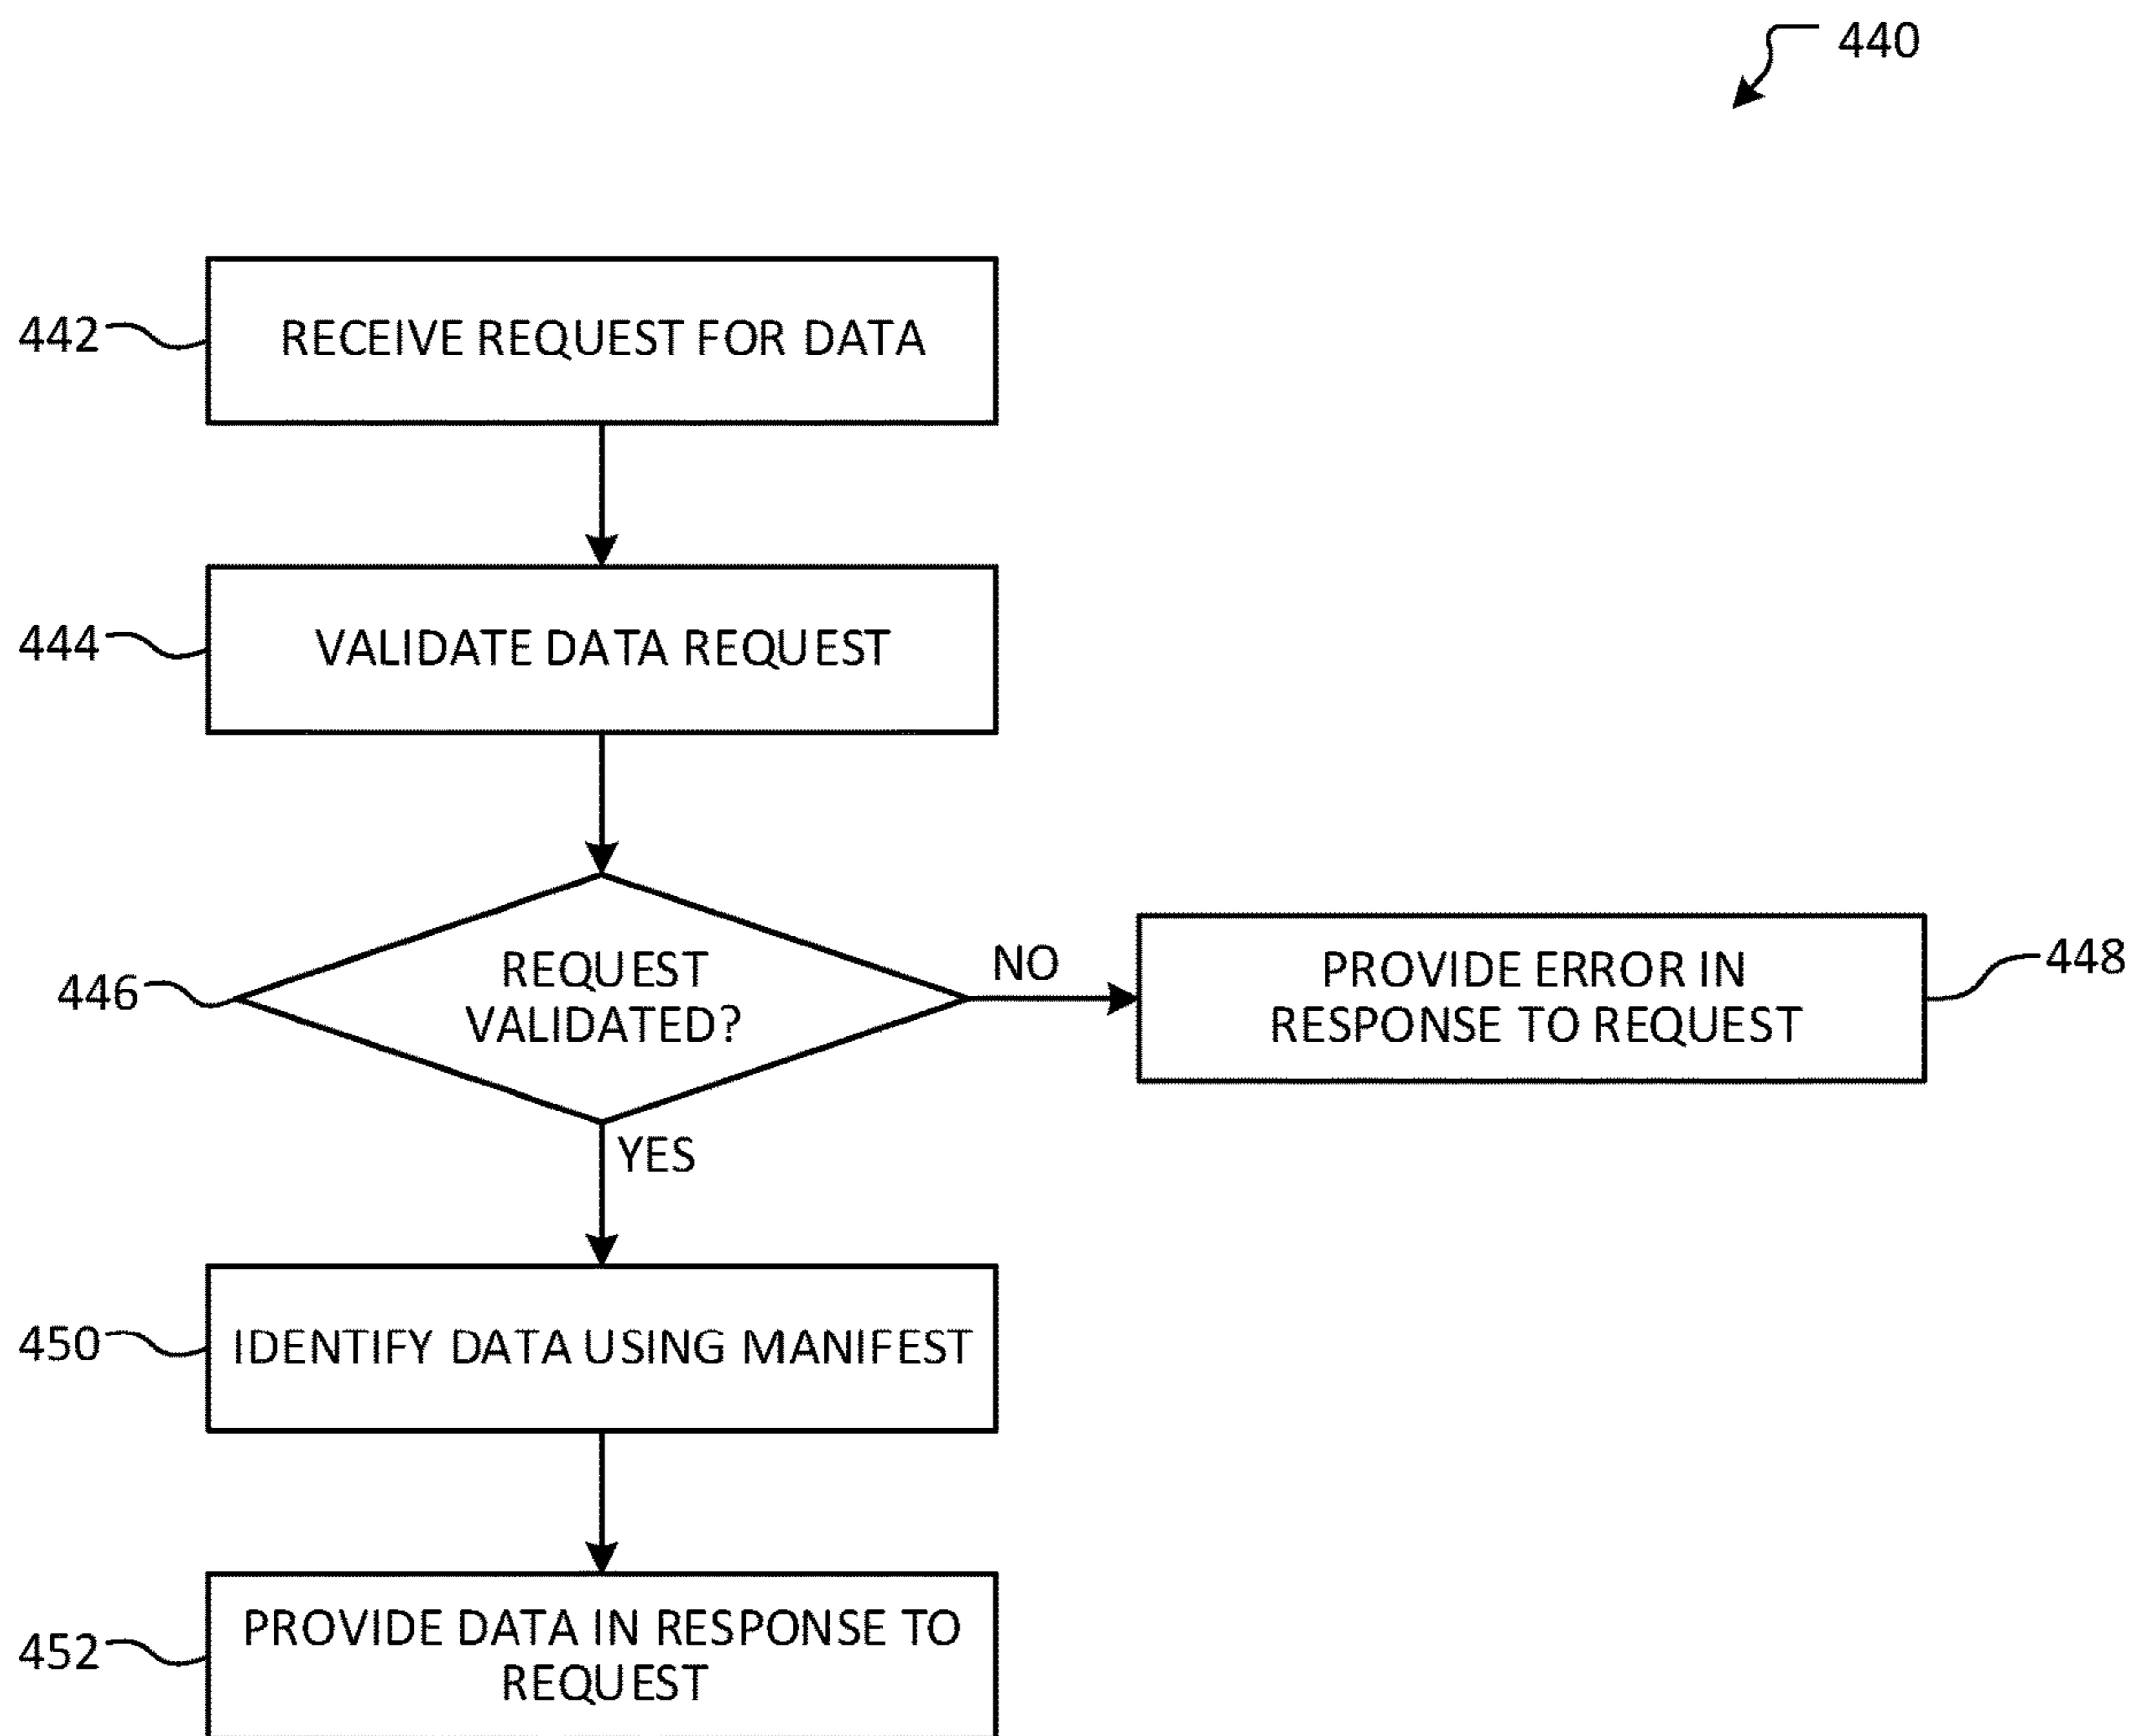 440
442
RECEIVE REQUEST FOR DATA
444
VALIDATE DATA REQUEST
446
REQUEST
VALIDATED?
NO
PROVIDE ERROR IN
RESPONSE TO REQUEST
448
YES
450
IDENTIFY DATA USING MANIFEST
452
PROVIDE DATA IN RESPONSE TO
REQUEST